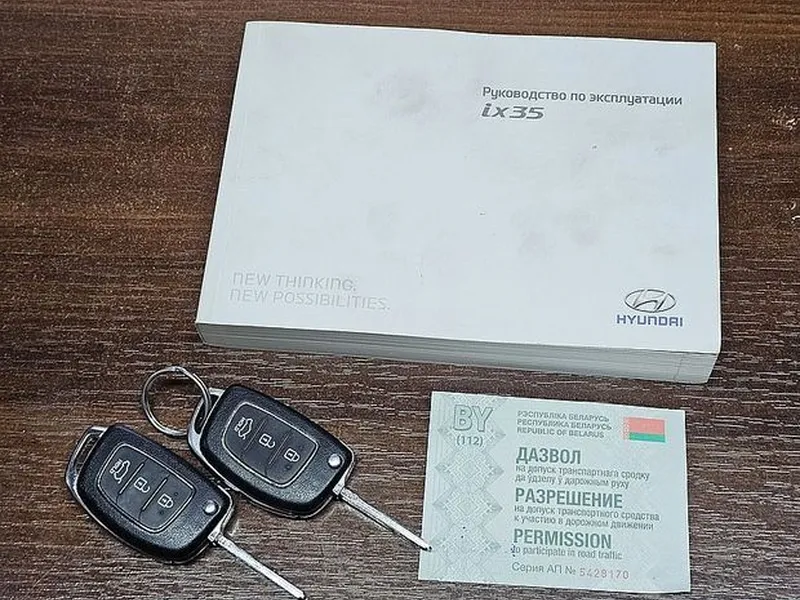 Руководство по эксплуатации
ix35
NEW THINKING.
NEW POSSIBILITIES.
HYUNDAI
BY
(112)
РЭСПУБЛІКА БЕЛАРУСЬ
РЕСПУБЛИКА БЕЛАРУСЬ
REPUBLIC OF BELARUS
ДАЗВОЛ
на допуск транспартнага сродку
да ўдзелу ў дарожным руху
РАЗРЕШЕНИЕ
на допуск транспортного средства
к участию в дорожном движении
PERMISSION
to participate in road traffic
Серия АП № 5428170